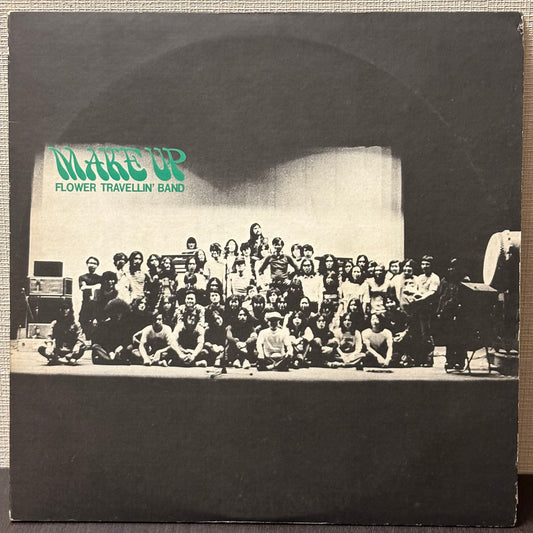 MAKE UP
FLOWER TRAVELLIN' BAND